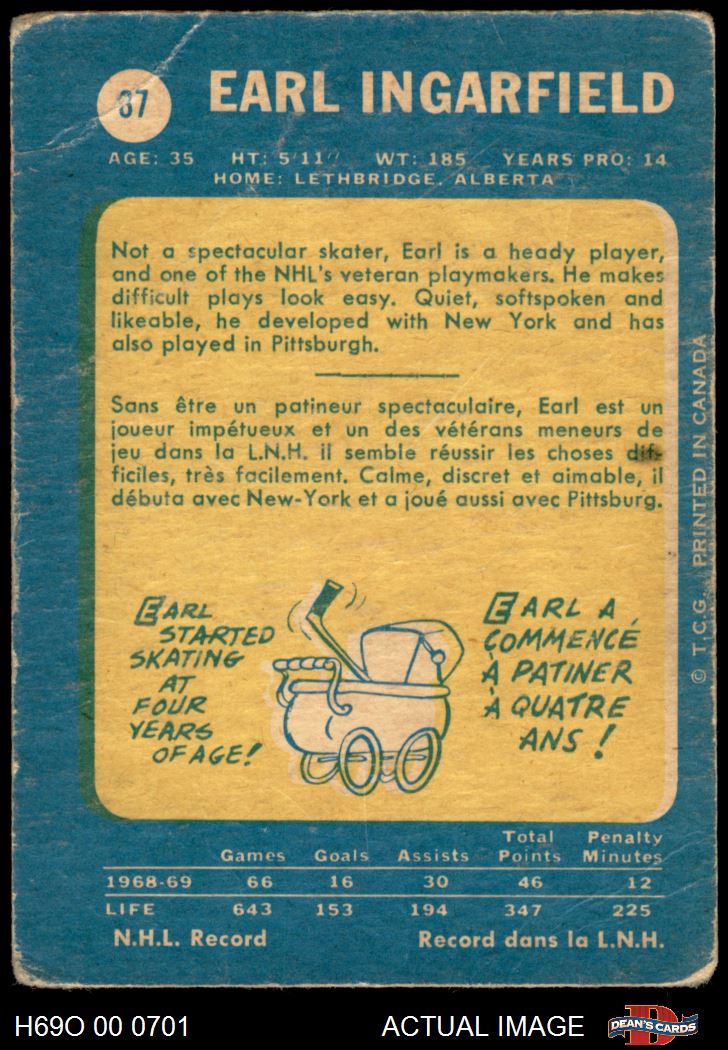 87
EARL INGARFIELD
AGE: 35 HT: 5'11" WT: 185 YEARS PRO: 14
HOME: LETHBRIDGE, ALBERTA
Not a spectacular skater, Earl is a heady player,
and one of the NHL's veteran playmakers. He makes
difficult plays look easy. Quiet, softspoken and
likeable, he developed with New York and has
also played in Pittsburgh.
Sans être un patineur spectaculaire, Earl est un
joueur impétueux et un des vétérans meneurs de
jeu dans la L.N.H. il semble réussir les choses dif-
ficiles, très facilement. Calme, discret et aimable, il
débuta avec New-York et a joué aussi avec Pittsburg.
EARL
STARTED
SKATING
AT
FOUR
YEARS
OF AGE!
EARL A
COMMENCÉ
À PATINER
À QUATRE
ANS!
© T.C.G. PRINTED IN CANADA
Games Goals Assists Total Points Penalty Minutes
1968-69 66 16 30 46 12
LIFE 643 153 194 347 225
N.H.L. Record Record dans la L.N.H.
H69O 00 0701 ACTUAL IMAGE DEAN'S CARDS